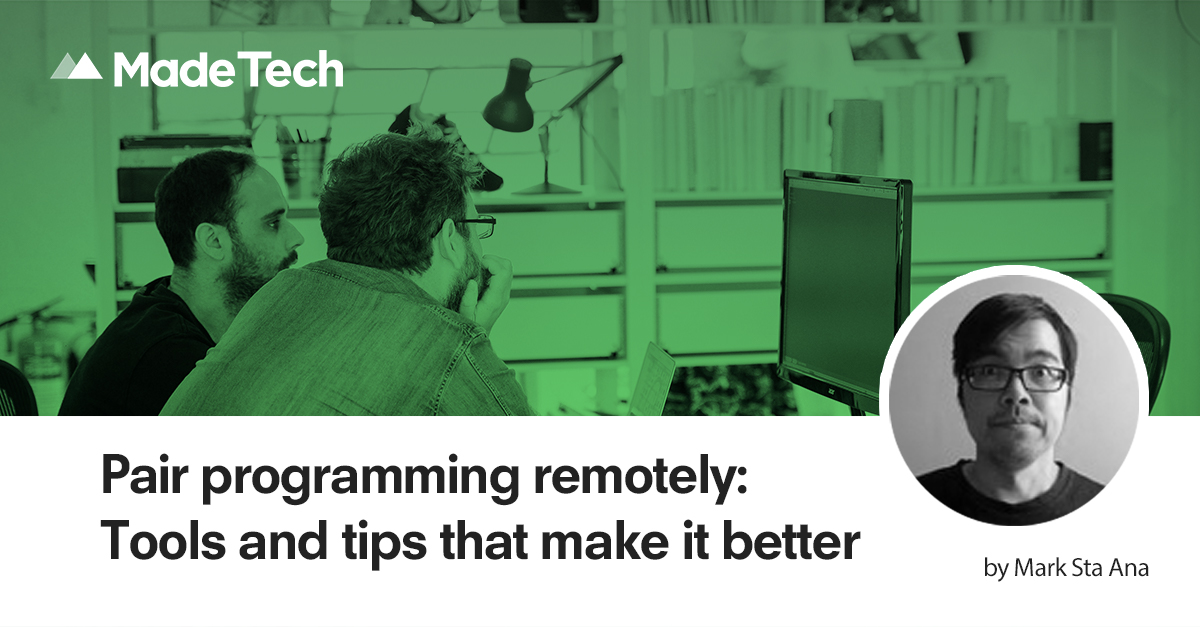 Made Tech
Pair programming remotely:
Tools and tips that make it better
by Mark Sta Ana